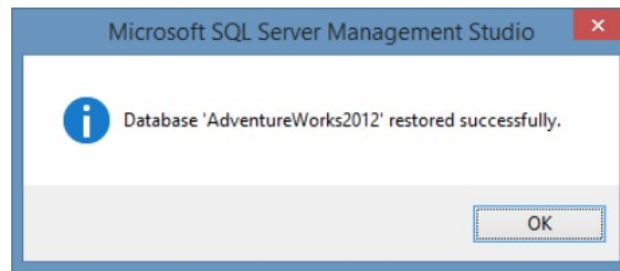 Microsoft SQL Server Management Studio
Database 'AdventureWorks2012' restored successfully.
OK